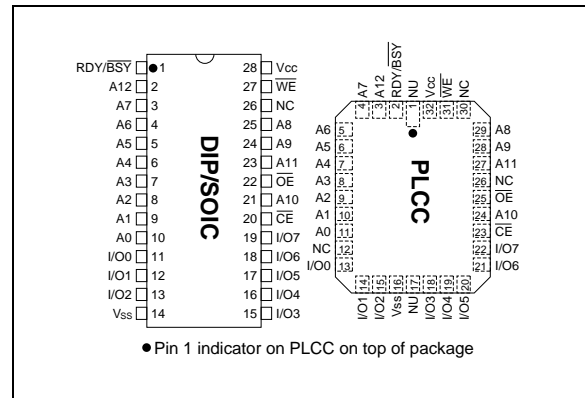 RDY/BSY 1 28 Vcc
A12 2 27 WE
A7 3 26 NC
A6 4 25 A8
A5 5 24 A9
A4 6 23 A11
A3 7 22 OE
A2 8 21 A10
A1 9 20 CE
A0 10 19 I/O7
I/O0 11 18 I/O6
I/O1 12 17 I/O5
I/O2 13 16 I/O4
VSS 14 15 I/O3
DIP/SOIC
A7 A12 RDY/BSY NU Vcc WE NC
4 3 2 1 32 31 30
A6 5 29 A8
A5 6 28 A9
A4 7 27 A11
A3 8 26 NC
A2 9 25 OE
A1 10 24 A10
A0 11 23 CE
NC 12 22 I/O7
I/O0 13 21 I/O6
PLCC
14 15 16 17 18 19 20
I/O1 I/O2 Vss NU I/O3 I/O4 I/O5
● Pin 1 indicator on PLCC on top of package